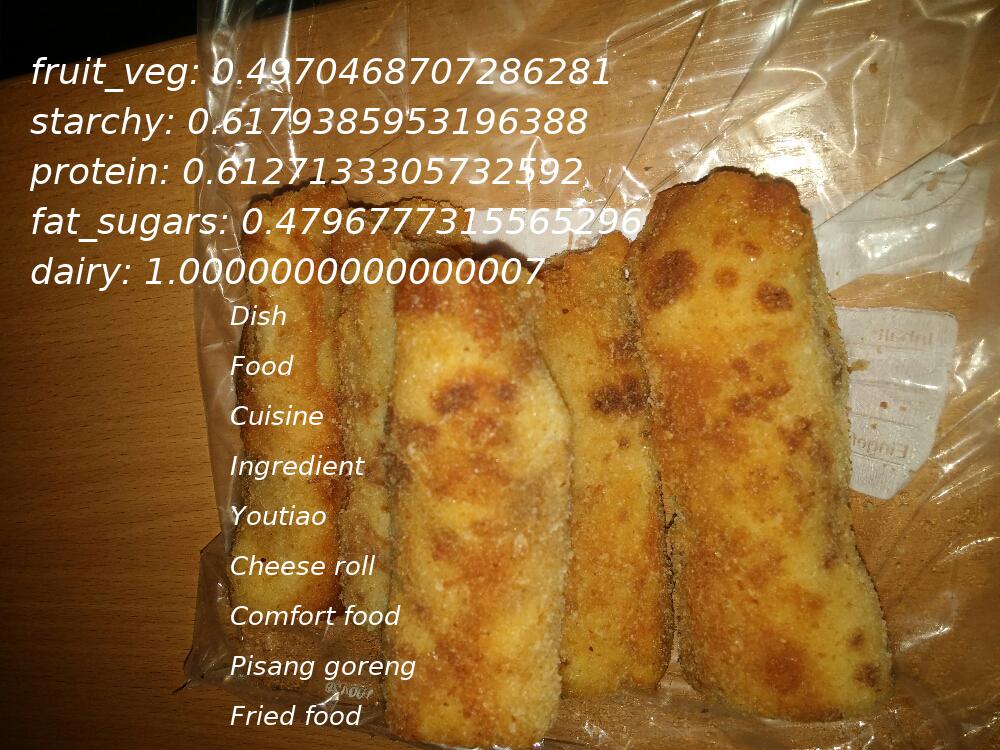 fruit_veg: 0.4970468707286281
starchy: 0.6179385953196388
protein: 0.6127133305732592
fat_sugars: 0.4796777315565296
dairy: 1.0000000000000007
Dish
Food
Cuisine
Ingredient
Youtiao
Cheese roll
Comfort food
Pisang goreng
Fried food